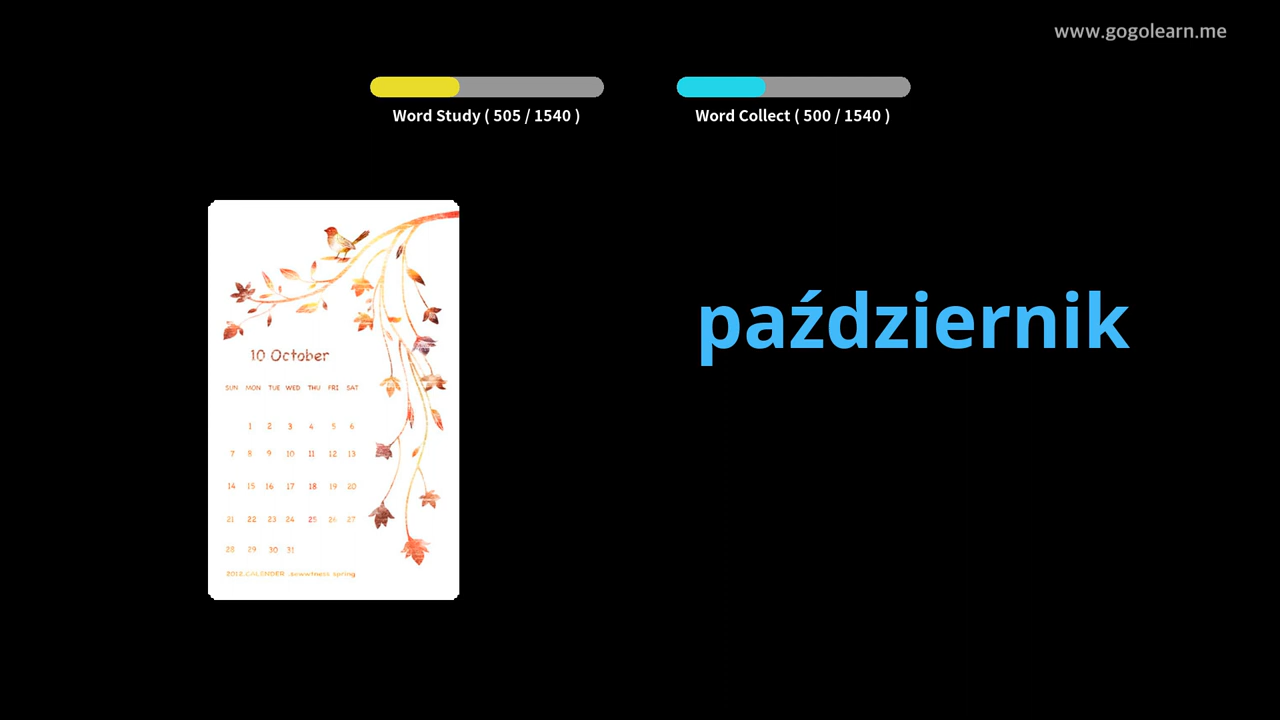 www.gogolearn.me
Word Study ( 505 / 1540 )
Word Collect ( 500 / 1540 )
październik
10 October
SUN MON TUE WED THU FRI SAT
1 2 3 4 5 6
7 8 9 10 11 12 13
14 15 16 17 18 19 20
21 22 23 24 25 26 27
28 29 30 31
2012.CALENDER spring